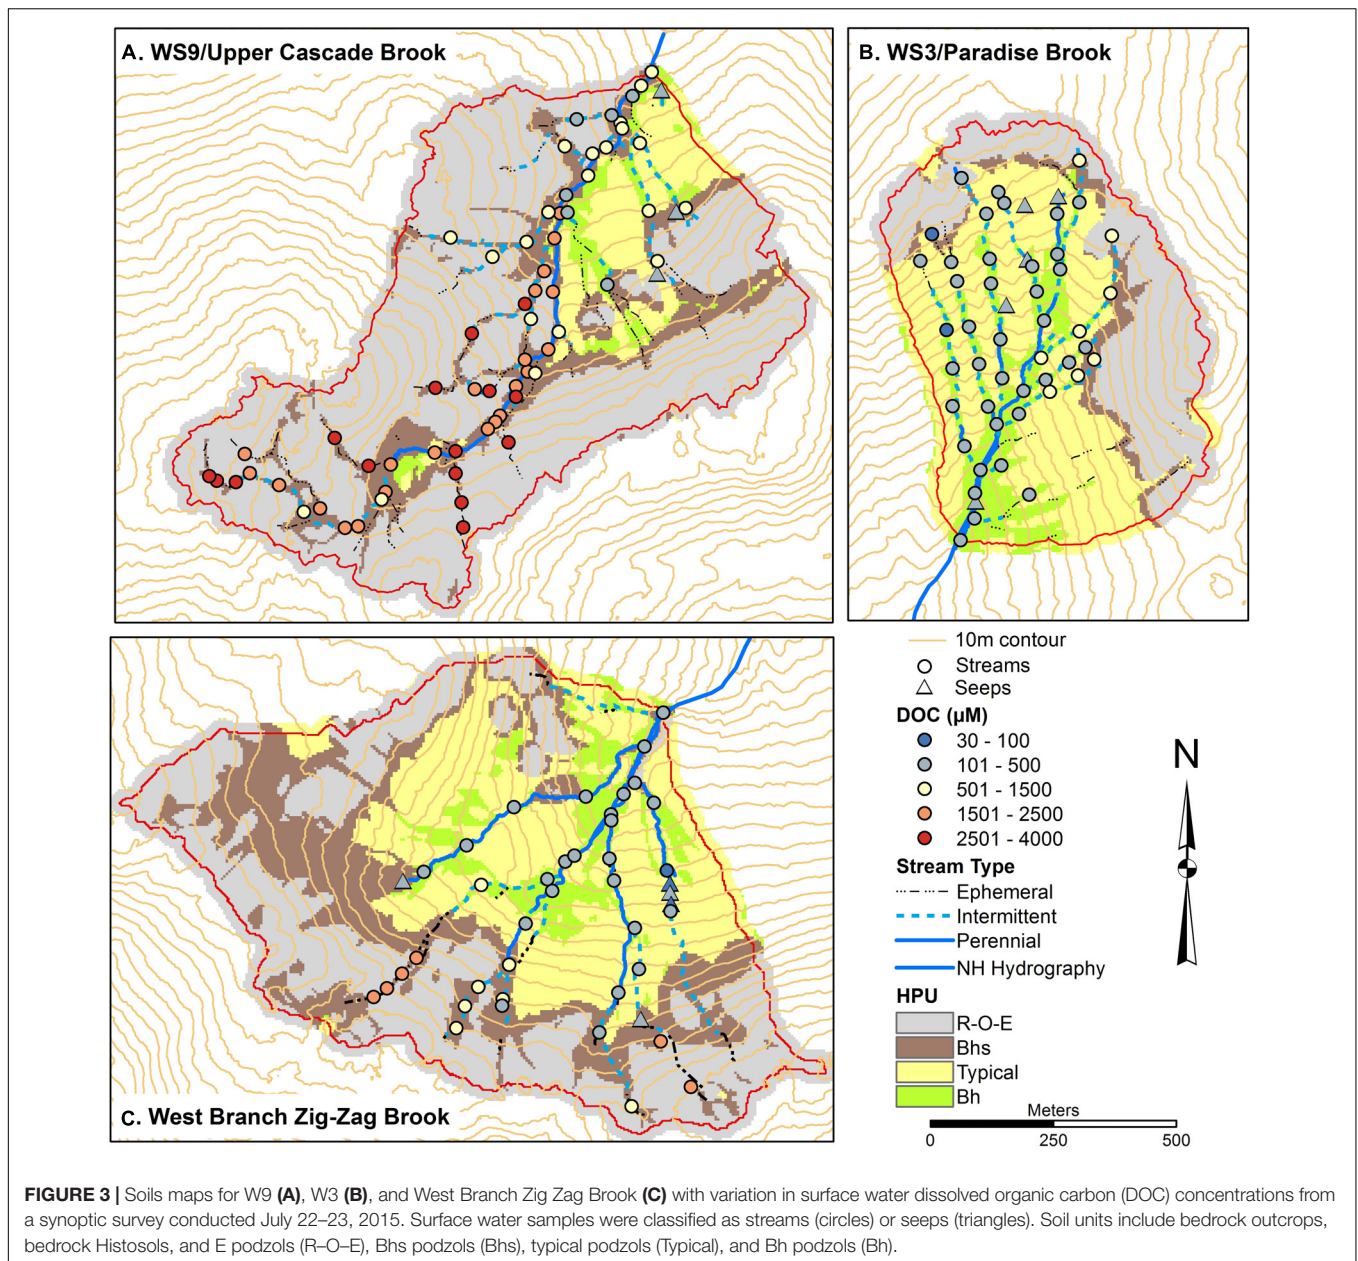 A. WS9/Upper Cascade Brook
B. WS3/Paradise Brook
C. West Branch Zig-Zag Brook
10m contour
Streams
Seeps
DOC (µM)
30 - 100
101 - 500
501 - 1500
1501 - 2500
2501 - 4000
Stream Type
Ephemeral
Intermittent
Perennial
NH Hydrography
HPU
R-O-E
Bhs
Typical
Bh
N
Meters
0 250 500
FIGURE 3 | Soils maps for W9 (A), W3 (B), and West Branch Zig Zag Brook (C) with variation in surface water dissolved organic carbon (DOC) concentrations from
a synoptic survey conducted July 22–23, 2015. Surface water samples were classified as streams (circles) or seeps (triangles). Soil units include bedrock outcrops,
bedrock Histosols, and E podzols (R–O–E), Bhs podzols (Bhs), typical podzols (Typical), and Bh podzols (Bh).